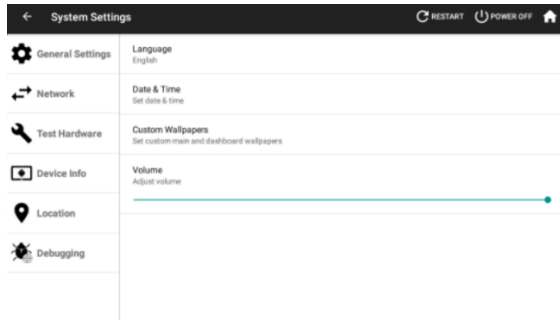 System Settings
RESTART
POWER OFF
General Settings
Network
Test Hardware
Device Info
Location
Debugging
Language
English
Date & Time
Set date & time
Custom Wallpapers
Set custom main and dashboard wallpapers
Volume
Adjust volume